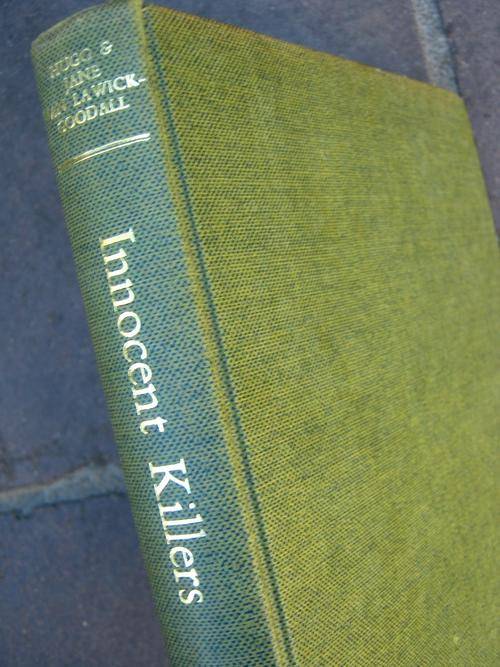 HUGO &
JANE
VAN LAWICK-
GOODALL
Innocent Killers